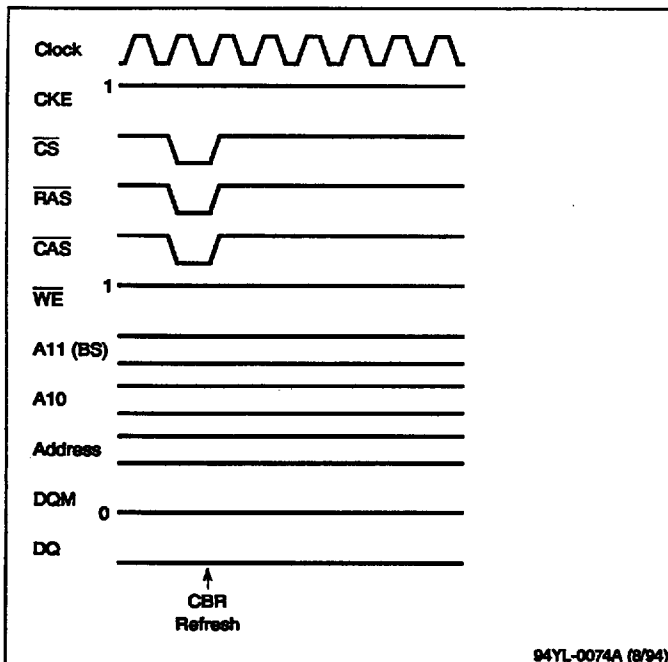 Clock
CKE 1
CS
RAS
CAS
WE 1
A11 (BS)
A10
Address
DQM 0
DQ
CBR
Refresh
94YL-0074A (8/94)